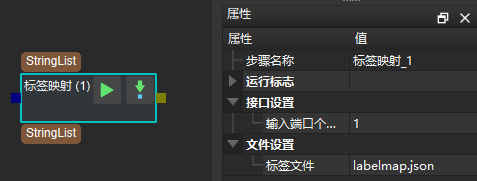 StringList
标签映射 (1)
StringList
属性
属性 值
步骤名称 标签映射_1
运行标志
接口设置
输入端口个... 1
文件设置
标签文件 labelmap.json